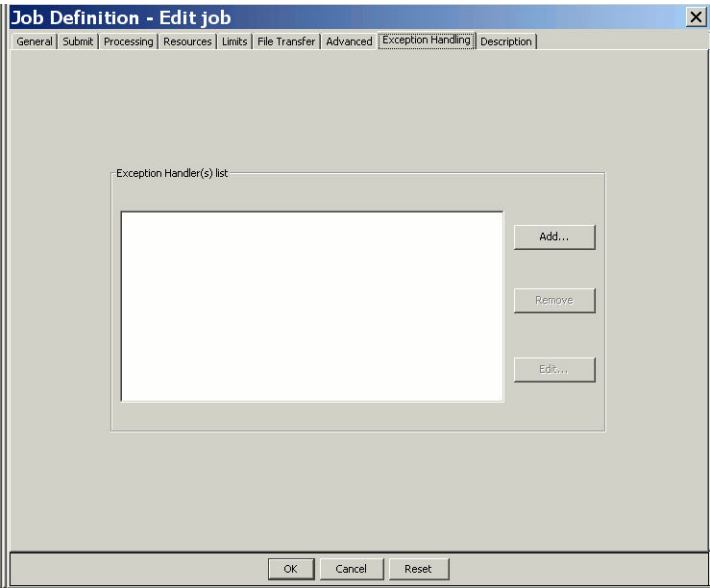 Job Definition - Edit job
General Submit Processing Resources Limits File Transfer Advanced Exception Handling Description
Exception Handler(s) list
Add...
Remove
Edit...
OK Cancel Reset